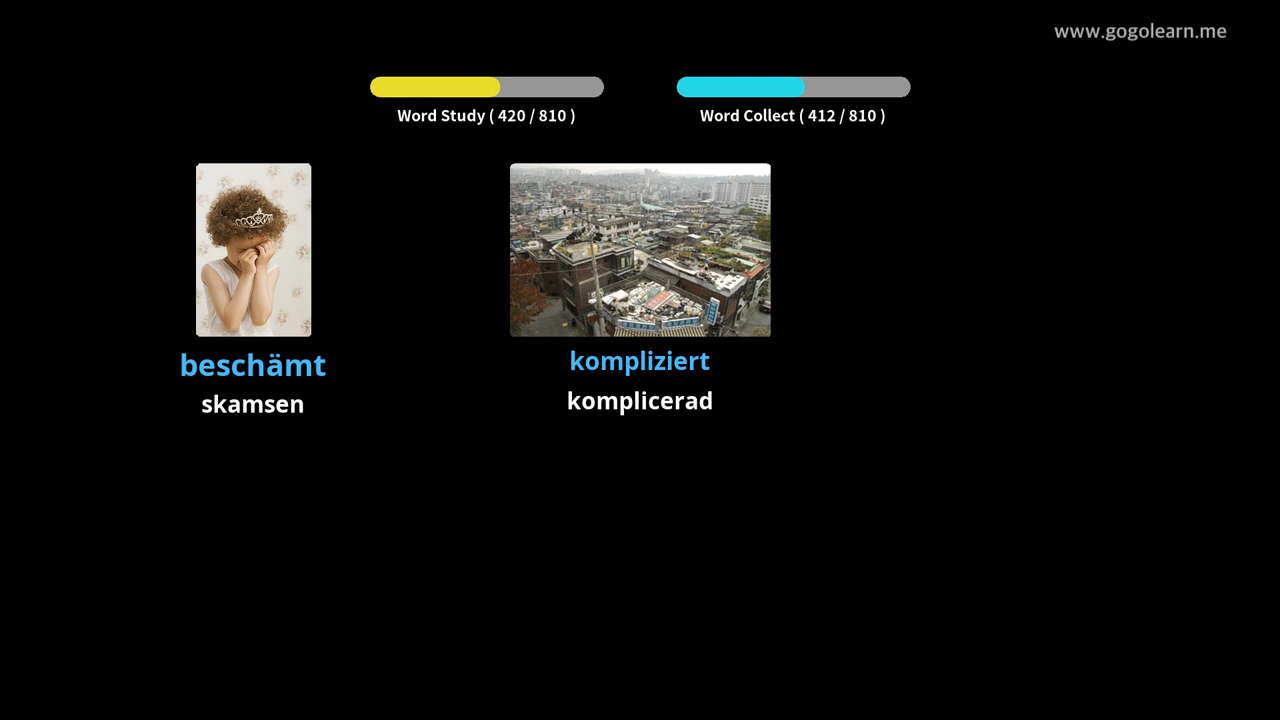 www.gogolearn.me
Word Study ( 420 / 810 )
Word Collect ( 412 / 810 )
beschämt
skamsen
kompliziert
komplicerad